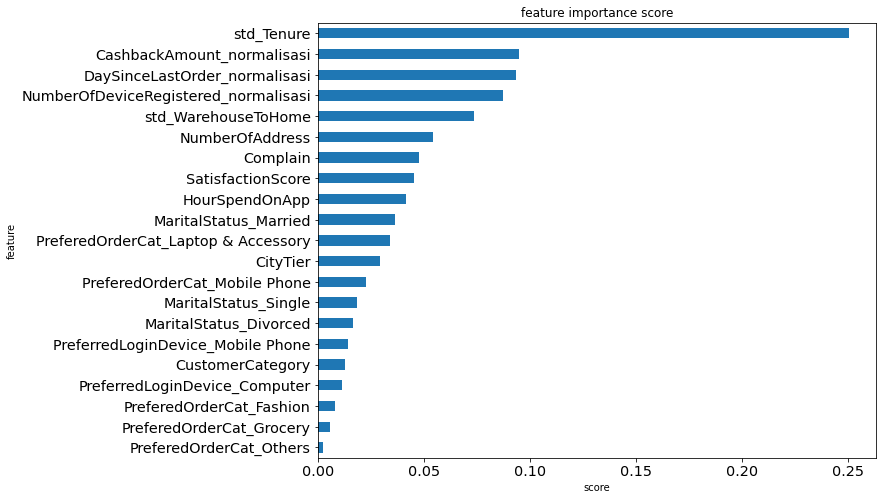 feature importance score
std_Tenure
CashbackAmount_normalisasi
DaySinceLastOrder_normalisasi
NumberOfDeviceRegistered_normalisasi
std_WarehouseToHome
NumberOfAddress
Complain
SatisfactionScore
HourSpendOnApp
MaritalStatus_Married
PreferedOrderCat_Laptop & Accessory
CityTier
PreferedOrderCat_Mobile Phone
MaritalStatus_Single
MaritalStatus_Divorced
PreferredLoginDevice_Mobile Phone
CustomerCategory
PreferredLoginDevice_Computer
PreferedOrderCat_Fashion
PreferedOrderCat_Grocery
PreferedOrderCat_Others
feature
0.00 0.05 0.10 0.15 0.20 0.25
score